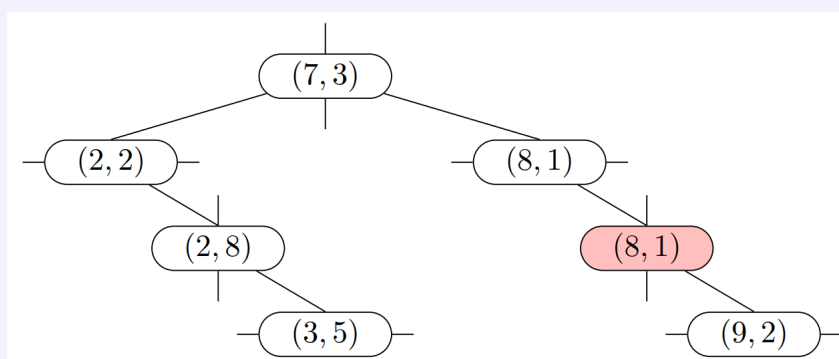 (7, 3)
(2, 2) (8, 1)
(2, 8) (8, 1)
(3, 5) (9, 2)